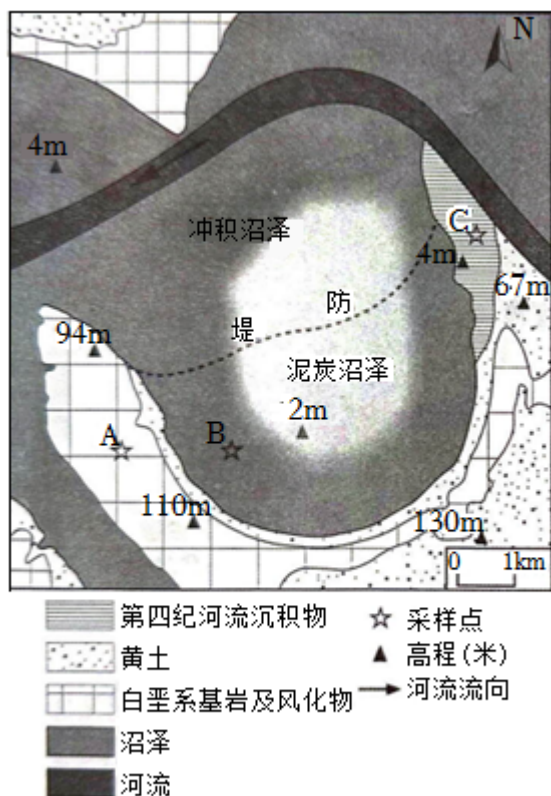 N
4m
冲积沼泽
C
4m
67m
防
堤
94m
泥炭沼泽
2m
A
B
110m
130m
0 1km
第四纪河流沉积物
采样点
黄土
高程(米)
白垩系基岩及风化物
河流流向
沼泽
河流